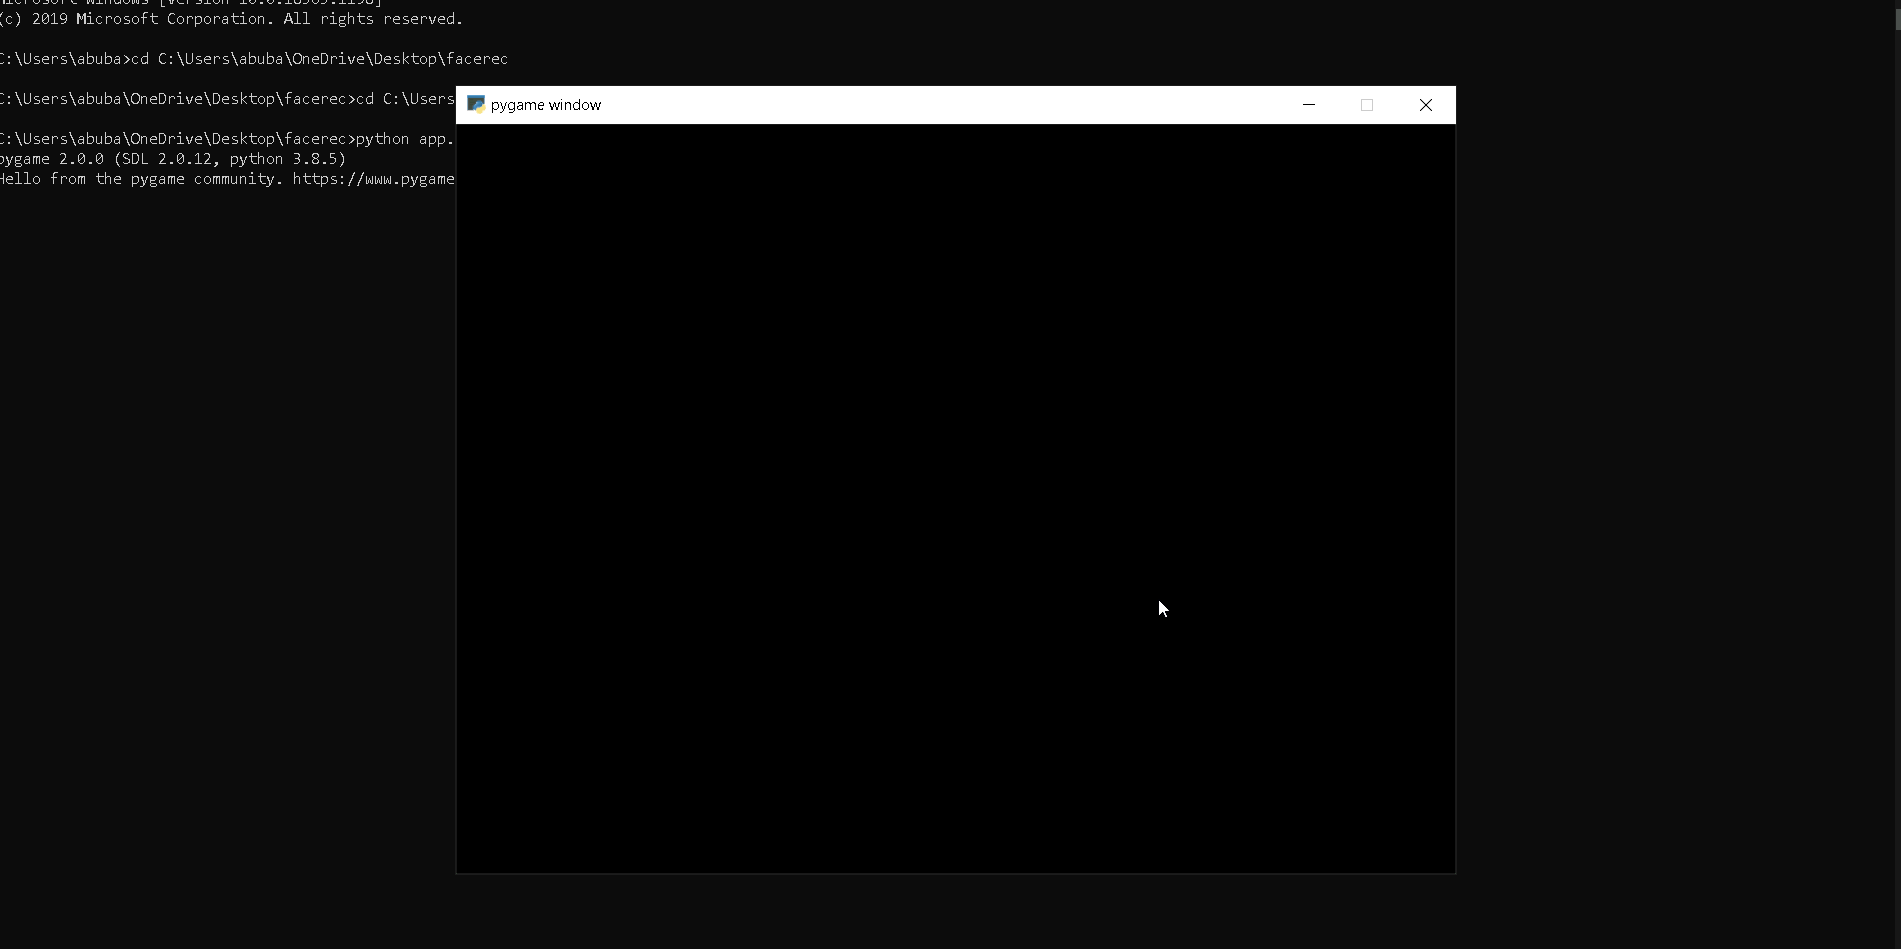 (c) 2019 Microsoft Corporation. All rights reserved.
C:\Users\abuba>cd C:\Users\abuba\OneDrive\Desktop\facerec
C:\Users\abuba\OneDrive\Desktop\facerec>cd C:\Users
pygame window
C:\Users\abuba\OneDrive\Desktop\facerec>python app.
pygame 2.0.0 (SDL 2.0.12, python 3.8.5)
Hello from the pygame community. https://www.pygame